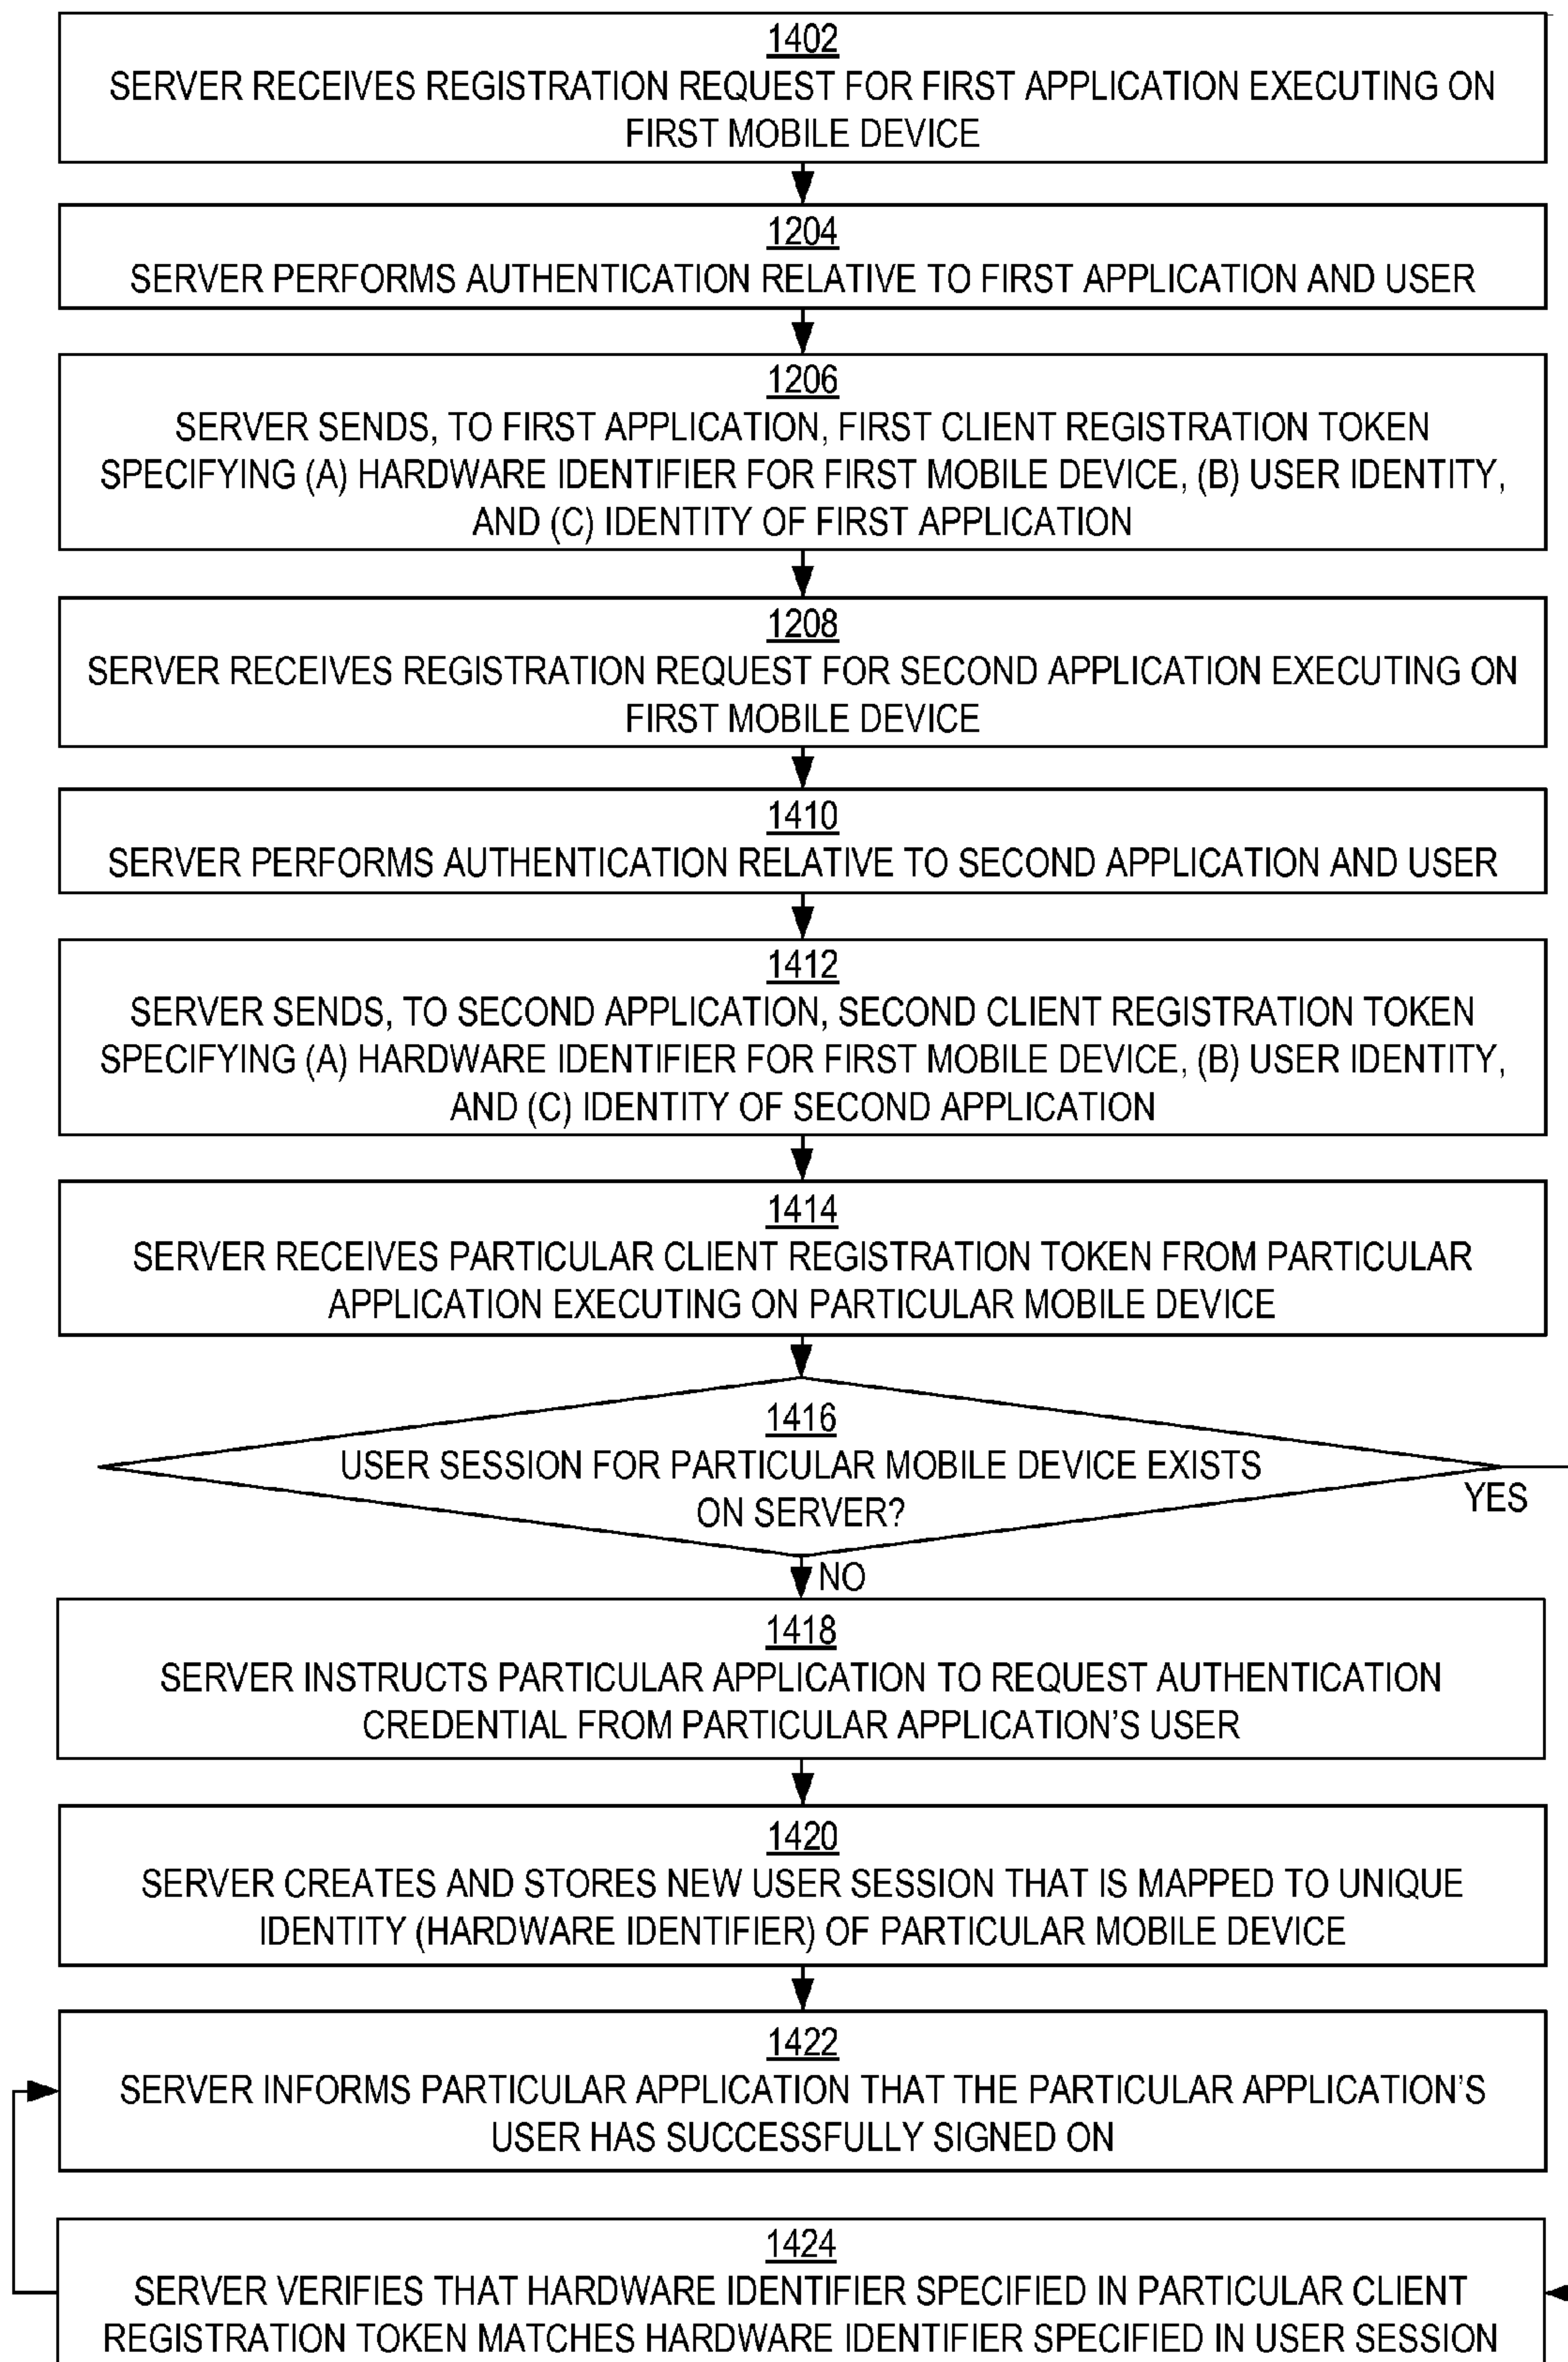 1402
SERVER RECEIVES REGISTRATION REQUEST FOR FIRST APPLICATION EXECUTING ON
FIRST MOBILE DEVICE
1204
SERVER PERFORMS AUTHENTICATION RELATIVE TO FIRST APPLICATION AND USER
1206
SERVER SENDS, TO FIRST APPLICATION, FIRST CLIENT REGISTRATION TOKEN
SPECIFYING (A) HARDWARE IDENTIFIER FOR FIRST MOBILE DEVICE, (B) USER IDENTITY,
AND (C) IDENTITY OF FIRST APPLICATION
1208
SERVER RECEIVES REGISTRATION REQUEST FOR SECOND APPLICATION EXECUTING ON
FIRST MOBILE DEVICE
1410
SERVER PERFORMS AUTHENTICATION RELATIVE TO SECOND APPLICATION AND USER
1412
SERVER SENDS, TO SECOND APPLICATION, SECOND CLIENT REGISTRATION TOKEN
SPECIFYING (A) HARDWARE IDENTIFIER FOR FIRST MOBILE DEVICE, (B) USER IDENTITY,
AND (C) IDENTITY OF SECOND APPLICATION
1414
SERVER RECEIVES PARTICULAR CLIENT REGISTRATION TOKEN FROM PARTICULAR
APPLICATION EXECUTING ON PARTICULAR MOBILE DEVICE
1416
USER SESSION FOR PARTICULAR MOBILE DEVICE EXISTS
ON SERVER?
YES
NO
1418
SERVER INSTRUCTS PARTICULAR APPLICATION TO REQUEST AUTHENTICATION
CREDENTIAL FROM PARTICULAR APPLICATION'S USER
1420
SERVER CREATES AND STORES NEW USER SESSION THAT IS MAPPED TO UNIQUE
IDENTITY (HARDWARE IDENTIFIER) OF PARTICULAR MOBILE DEVICE
1422
SERVER INFORMS PARTICULAR APPLICATION THAT THE PARTICULAR APPLICATION'S
USER HAS SUCCESSFULLY SIGNED ON
1424
SERVER VERIFIES THAT HARDWARE IDENTIFIER SPECIFIED IN PARTICULAR CLIENT
REGISTRATION TOKEN MATCHES HARDWARE IDENTIFIER SPECIFIED IN USER SESSION